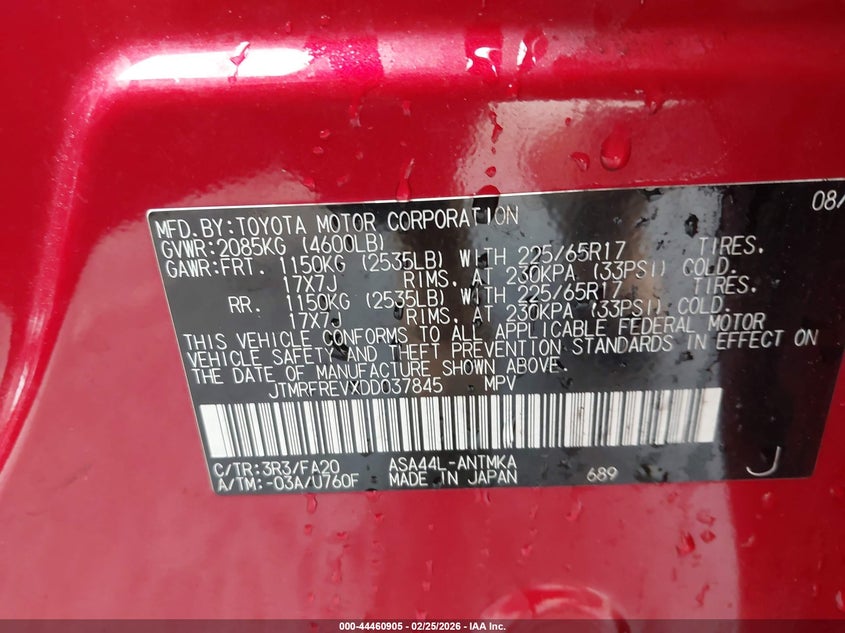 MFD. BY: TOYOTA MOTOR CORPORATION 08/
GVWR: 2085KG (4600LB)
GAWR: FRT. 1150KG (2535LB) WITH 225/65R17 TIRES.
17X7J RIMS, AT 230KPA (33PSI) COLD.
RR. 1150KG (2535LB) WITH 225/65R17 TIRES.
17X7J RIMS, AT 230KPA (33PSI) COLD.
THIS VEHICLE CONFORMS TO ALL APPLICABLE FEDERAL MOTOR
VEHICLE SAFETY AND THEFT PREVENTION STANDARDS IN EFFECT ON
THE DATE OF MANUFACTURE SHOWN ABOVE.
JTMRFREVXDD037845 MPV
C/TR: 3R3/FA20 ASA44L-ANTMKA
A/TM: -03A/U760F MADE IN JAPAN 689 J
000-44460905 - 02/25/2026 - IAA Inc.